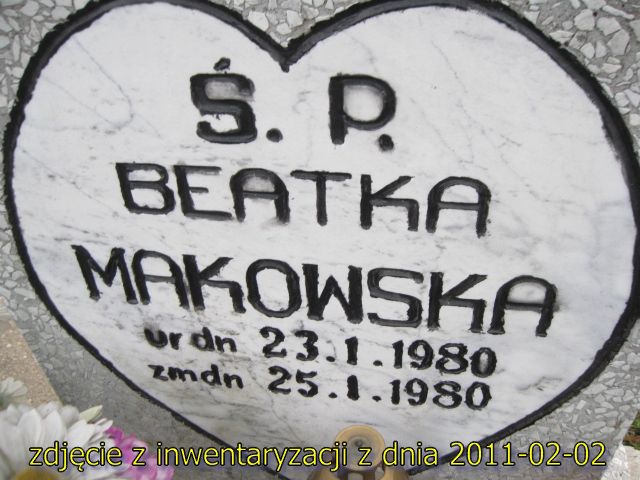 Ś. P.
BEATKA
MAKOWSKA
ur dn 23.1.1980
zm dn 25.1.1980
zdjęcie z inwentaryzacji z dnia 2011-02-02